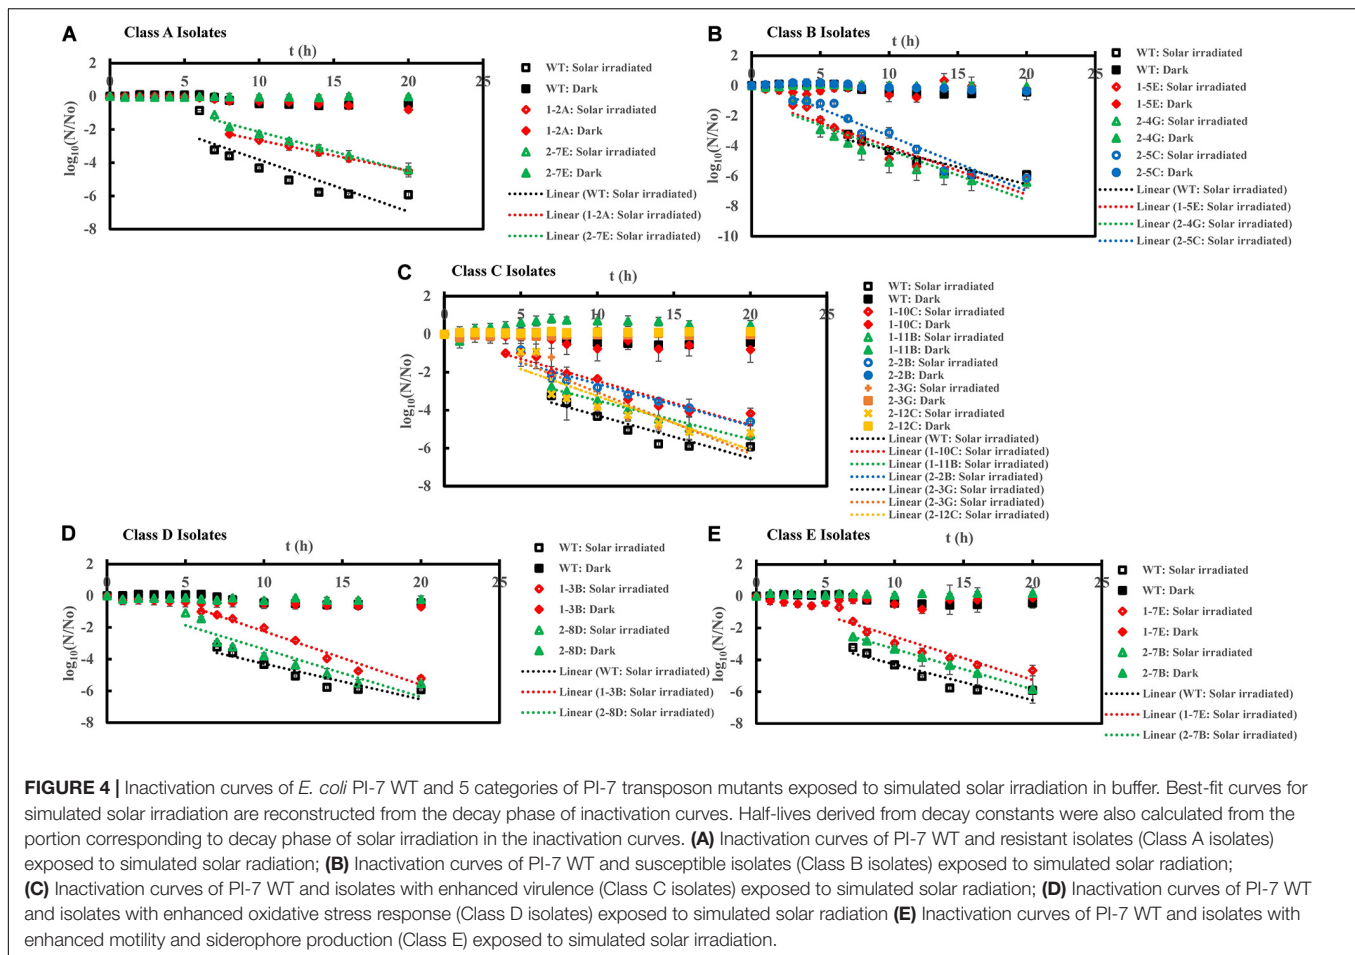 A Class A Isolates
t (h)
0 5 10 15 20 25
2
0
-2
-4
-6
-8
log10(N/No)
WT: Solar irradiated
WT: Dark
1-2A: Solar irradiated
1-2A: Dark
2-7E: Solar irradiated
2-7E: Dark
Linear (WT: Solar irradiated)
Linear (1-2A: Solar irradiated)
Linear (2-7E: Solar irradiated)
B Class B Isolates
t (h)
0 5 10 15 20 25
2
0
-2
-4
-6
-8
-10
log10(N/No)
WT: Solar irradiated
WT: Dark
1-5E: Solar irradiated
1-5E: Dark
2-4G: Solar irradiated
2-4G: Dark
2-5C: Solar irradiated
2-5C: Dark
Linear (WT: Solar irradiated)
Linear (1-5E: Solar irradiated)
Linear (2-4G: Solar irradiated)
Linear (2-5C: Solar irradiated)
C Class C Isolates
t (h)
0 5 10 15 20 25
2
0
-2
-4
-6
-8
log10(N/No)
WT: Solar irradiated
WT: Dark
1-10C: Solar irradiated
1-10C: Dark
1-11B: Solar irradiated
1-11B: Dark
2-2B: Solar irradiated
2-2B: Dark
2-3G: Solar irradiated
2-3G: Dark
2-12C: Solar irradiated
2-12C: Dark
Linear (WT: Solar irradiated)
Linear (1-10C: Solar irradiated)
Linear (1-11B: Solar irradiated)
Linear (2-2B: Solar irradiated)
Linear (2-3G: Solar irradiated)
Linear (2-3G: Solar irradiated)
Linear (2-12C: Solar irradiated)
D Class D Isolates
t (h)
0 5 10 15 20 25
2
0
-2
-4
-6
-8
log10(N/No)
WT: Solar irradiated
WT: Dark
1-3B: Solar irradiated
1-3B: Dark
2-8D: Solar irradiated
2-8D: Dark
Linear (WT: Solar irradiated)
Linear (1-3B: Solar irradiated)
Linear (2-8D: Solar irradiated)
E Class E Isolates
t (h)
0 5 10 15 20 25
2
0
-2
-4
-6
-8
log10(N/No)
WT: Solar irradiated
WT: Dark
1-7E: Solar irradiated
1-7E: Dark
2-7B: Solar irradiated
2-7B: Dark
Linear (WT: Solar irradiated)
Linear (1-7E: Solar irradiated)
Linear (2-7B: Solar irradiated)
FIGURE 4 | Inactivation curves of E. coli PI-7 WT and 5 categories of PI-7 transposon mutants exposed to simulated solar irradiation in buffer. Best-fit curves for
simulated solar irradiation are reconstructed from the decay phase of inactivation curves. Half-lives derived from decay constants were also calculated from the
portion corresponding to decay phase of solar irradiation in the inactivation curves. (A) Inactivation curves of PI-7 WT and resistant isolates (Class A isolates)
exposed to simulated solar radiation; (B) Inactivation curves of PI-7 WT and susceptible isolates (Class B isolates) exposed to simulated solar radiation;
(C) Inactivation curves of PI-7 WT and isolates with enhanced virulence (Class C isolates) exposed to simulated solar radiation; (D) Inactivation curves of PI-7 WT
and isolates with enhanced oxidative stress response (Class D isolates) exposed to simulated solar radiation (E) Inactivation curves of PI-7 WT and isolates with
enhanced motility and siderophore production (Class E) exposed to simulated solar irradiation.